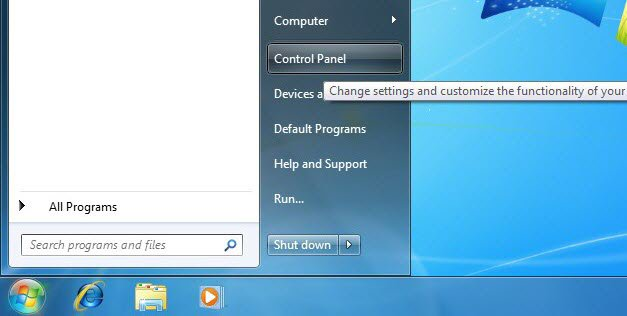 Computer
Control Panel
Devices a
Change settings and customize the functionality of your
Default Programs
Help and Support
Run...
All Programs
Search programs and files
Shut down